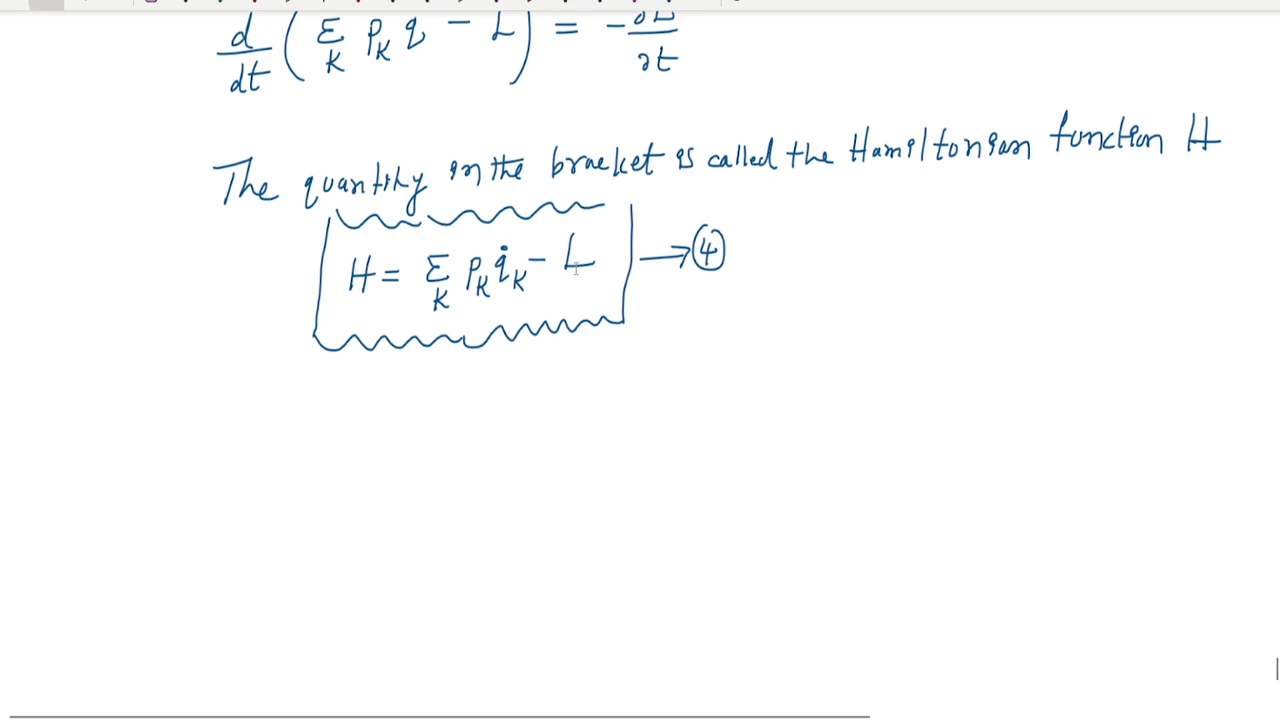 d/dt ( Σ_K P_K q − L ) = − ∂L/∂t
The quantity in the bracket is called the Hamiltonian function H
H = Σ_K P_K q̇_K − L → ④